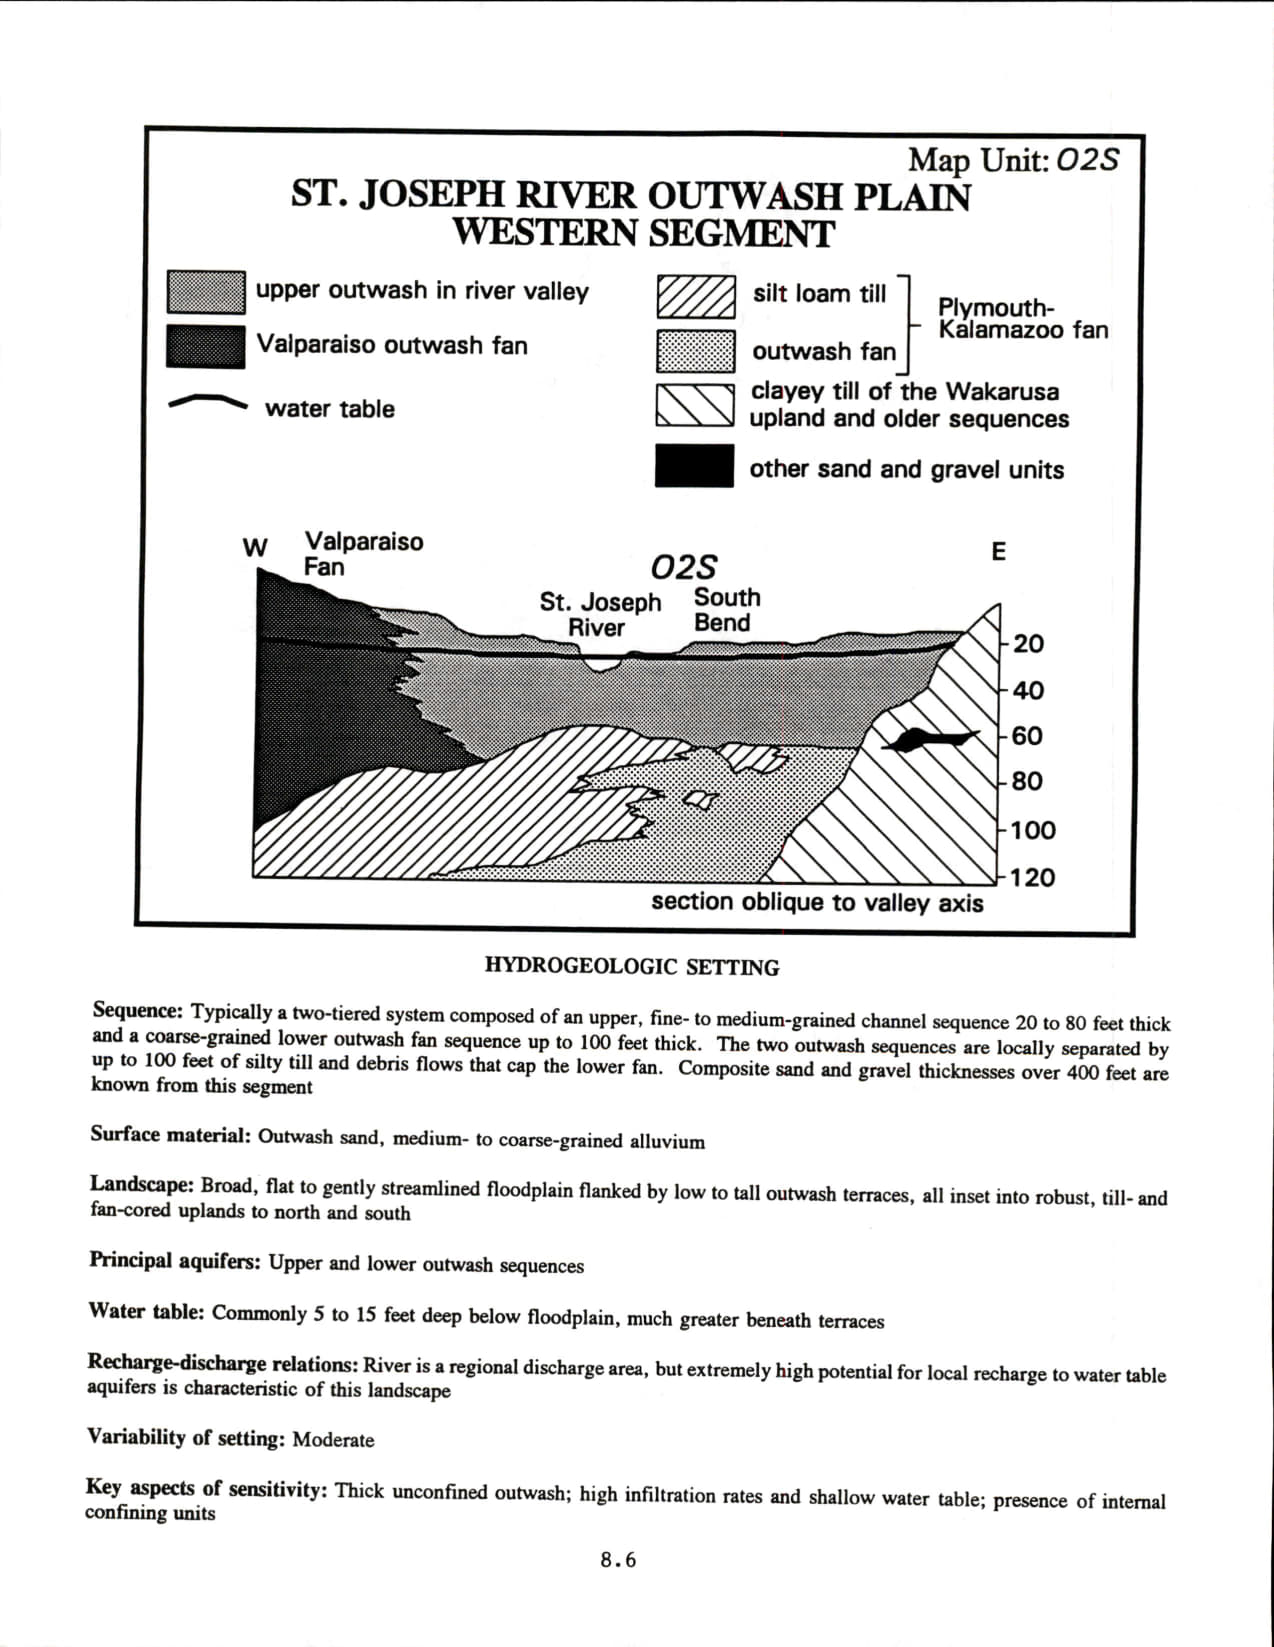 Map Unit: O2S
ST. JOSEPH RIVER OUTWASH PLAIN
WESTERN SEGMENT
upper outwash in river valley
Valparaiso outwash fan
water table
silt loam till
outwash fan
Plymouth-
Kalamazoo fan
clayey till of the Wakarusa
upland and older sequences
other sand and gravel units
W
Valparaiso
Fan
O2S
E
St. Joseph
River
South
Bend
20
40
60
80
100
120
section oblique to valley axis
HYDROGEOLOGIC SETTING
Sequence: Typically a two-tiered system composed of an upper, fine- to medium-grained channel sequence 20 to 80 feet thick
and a coarse-grained lower outwash fan sequence up to 100 feet thick. The two outwash sequences are locally separated by
up to 100 feet of silty till and debris flows that cap the lower fan. Composite sand and gravel thicknesses over 400 feet are
known from this segment
Surface material: Outwash sand, medium- to coarse-grained alluvium
Landscape: Broad, flat to gently streamlined floodplain flanked by low to tall outwash terraces, all inset into robust, till- and
fan-cored uplands to north and south
Principal aquifers: Upper and lower outwash sequences
Water table: Commonly 5 to 15 feet deep below floodplain, much greater beneath terraces
Recharge-discharge relations: River is a regional discharge area, but extremely high potential for local recharge to water table
aquifers is characteristic of this landscape
Variability of setting: Moderate
Key aspects of sensitivity: Thick unconfined outwash; high infiltration rates and shallow water table; presence of internal
confining units
8.6